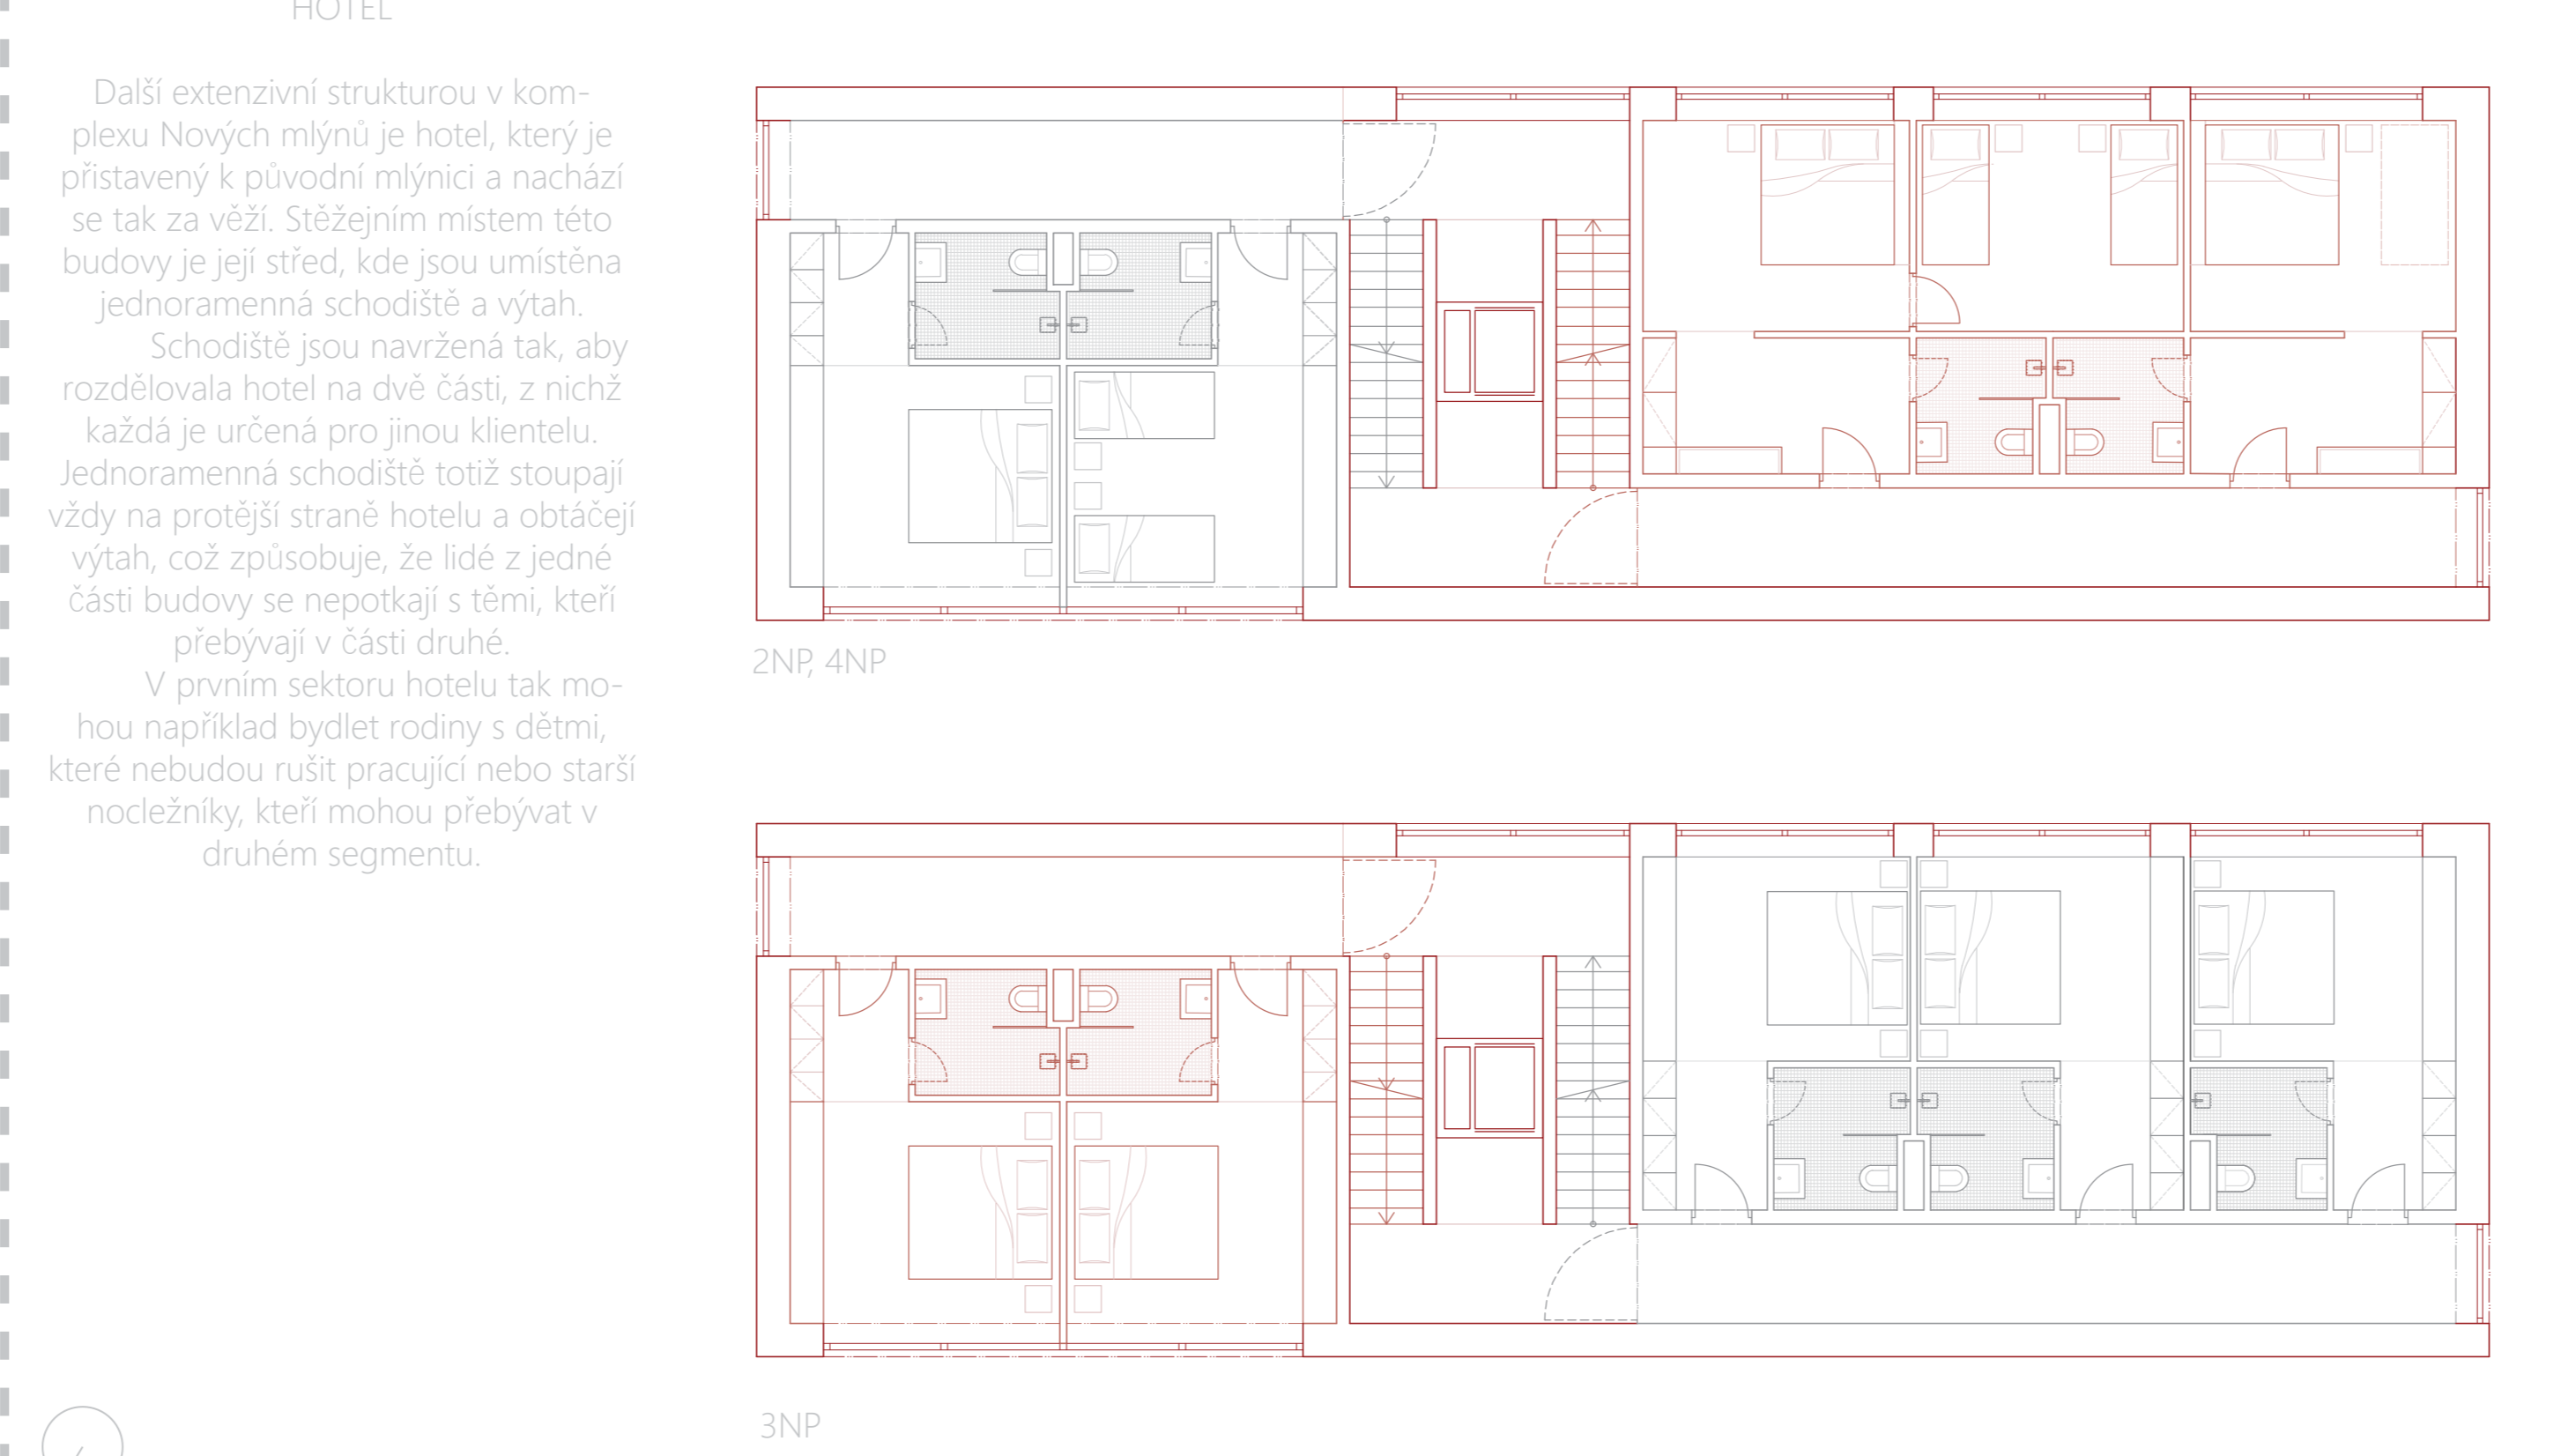 HOTEL
Další extenzivní strukturou v kom-
plexu Nových mlýnů je hotel, který je
přistavený k původní mlýnici a nachází
se tak za věží. Stěžejním místem této
budovy je její střed, kde jsou umístěna
jednoramenná schodiště a výtah.
Schodiště jsou navržená tak, aby
rozdělovala hotel na dvě části, z nichž
každá je určená pro jinou klientelu.
Jednoramenná schodiště totiž stoupají
vždy na protější straně hotelu a obtáčejí
výtah, což způsobuje, že lidé z jedné
části budovy se nepotkají s těmi, kteří
přebývají v části druhé.
V prvním sektoru hotelu tak mo-
hou například bydlet rodiny s dětmi,
které nebudou rušit pracující nebo starší
nocležníky, kteří mohou přebývat v
druhém segmentu.
2NP, 4NP
3NP